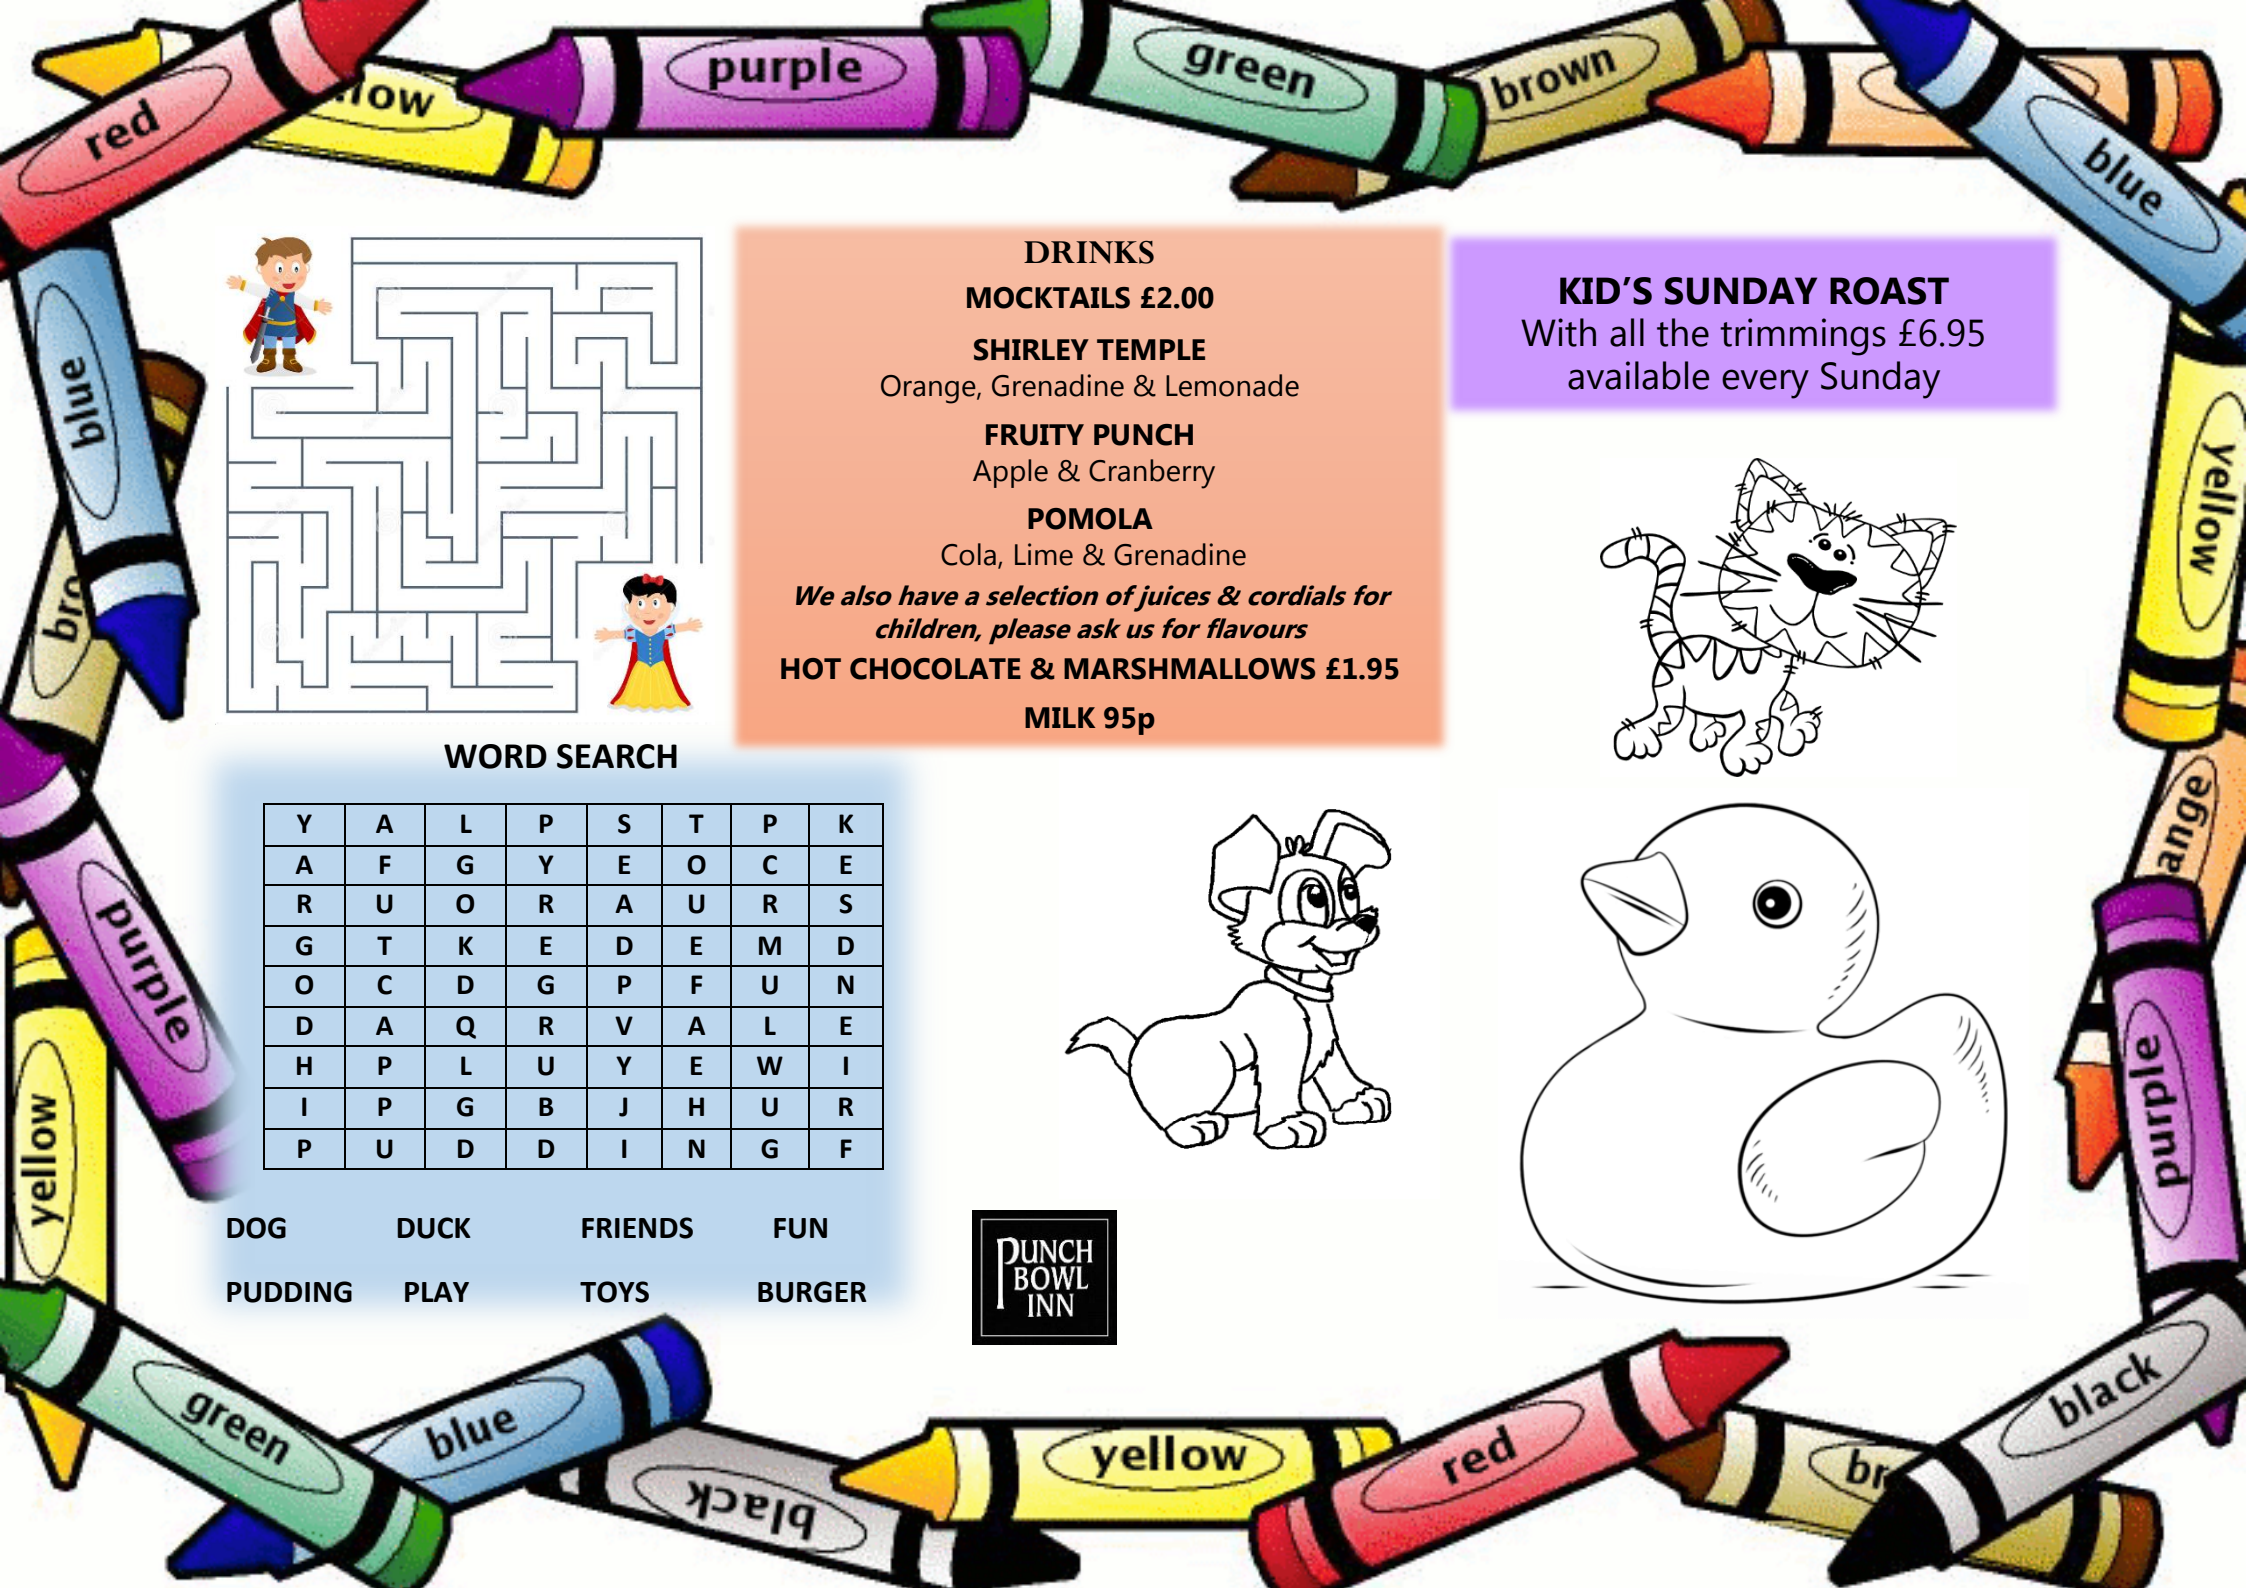 red
llow
purple
green
brown
blue
DRINKS
MOCKTAILS £2.00
SHIRLEY TEMPLE
Orange, Grenadine & Lemonade
FRUITY PUNCH
Apple & Cranberry
POMOLA
Cola, Lime & Grenadine
We also have a selection of juices & cordials for
children, please ask us for flavours
HOT CHOCOLATE & MARSHMALLOWS £1.95
MILK 95p
KID'S SUNDAY ROAST
With all the trimmings £6.95
available every Sunday
blue
bro
purple
yellow
yellow
ange
purple
WORD SEARCH
Y A L P S T P K
A F G Y E O C E
R U O R A U R S
G T K E D E M D
O C D G P F U N
D A Q R V A L E
H P L U Y E W I
I P G B J H U R
P U D D I N G F
DOG DUCK FRIENDS FUN
PUDDING PLAY TOYS BURGER
PUNCH
BOWL
INN
green
blue
black
yellow
red
br
black